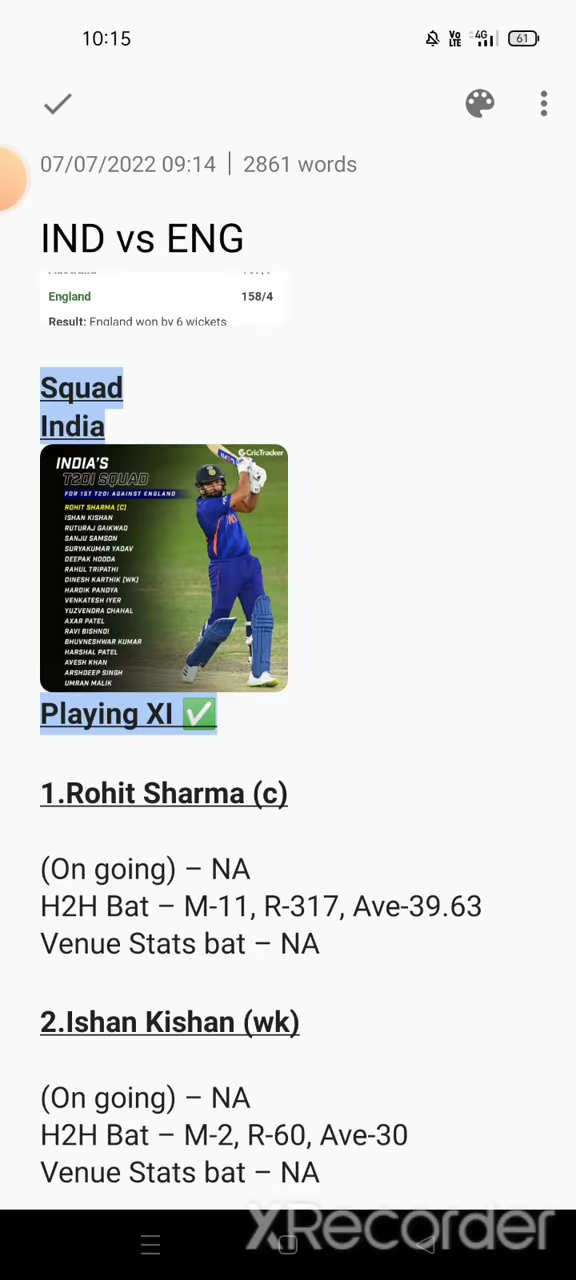 10:15
Vo LTE 4G 61
07/07/2022 09:14 | 2861 words
IND vs ENG
England 158/4
Result: England won by 6 wickets
Squad
India
CricTracker
INDIA'S
T20I SQUAD
FOR 1ST T20I AGAINST ENGLAND
ROHIT SHARMA (C)
ISHAN KISHAN
RUTURAJ GAIKWAD
SANJU SAMSON
SURYAKUMAR YADAV
DEEPAK HOODA
RAHUL TRIPATHI
DINESH KARTHIK (WK)
HARDIK PANDYA
VENKATESH IYER
YUZVENDRA CHAHAL
AXAR PATEL
RAVI BISHNOI
BHUVNESHWAR KUMAR
HARSHAL PATEL
AVESH KHAN
ARSHDEEP SINGH
UMRAN MALIK
Playing XI ✅
1.Rohit Sharma (c)
(On going) – NA
H2H Bat – M-11, R-317, Ave-39.63
Venue Stats bat – NA
2.Ishan Kishan (wk)
(On going) – NA
H2H Bat – M-2, R-60, Ave-30
Venue Stats bat – NA
XRecorder